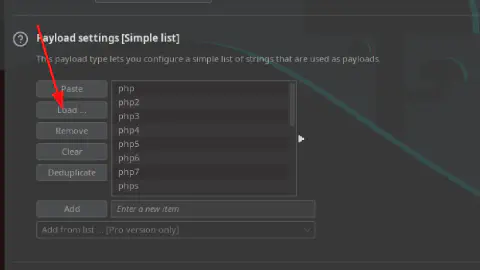 Payload settings [Simple list]
This payload type lets you configure a simple list of strings that are used as payloads.
Paste
Load ...
Remove
Clear
Deduplicate
php
php2
php3
php4
php5
php6
php7
phps
Add
Enter a new item
Add from list ... [Pro version only]